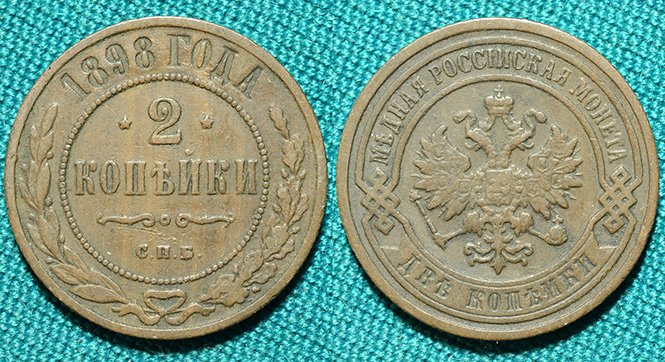 1898 ГОДА
2
КОПѢЙКИ
С.П.Б.
МѢДНАЯ РОССІЙСКАЯ МОНЕТА
ДВѢ КОПѢЙКИ